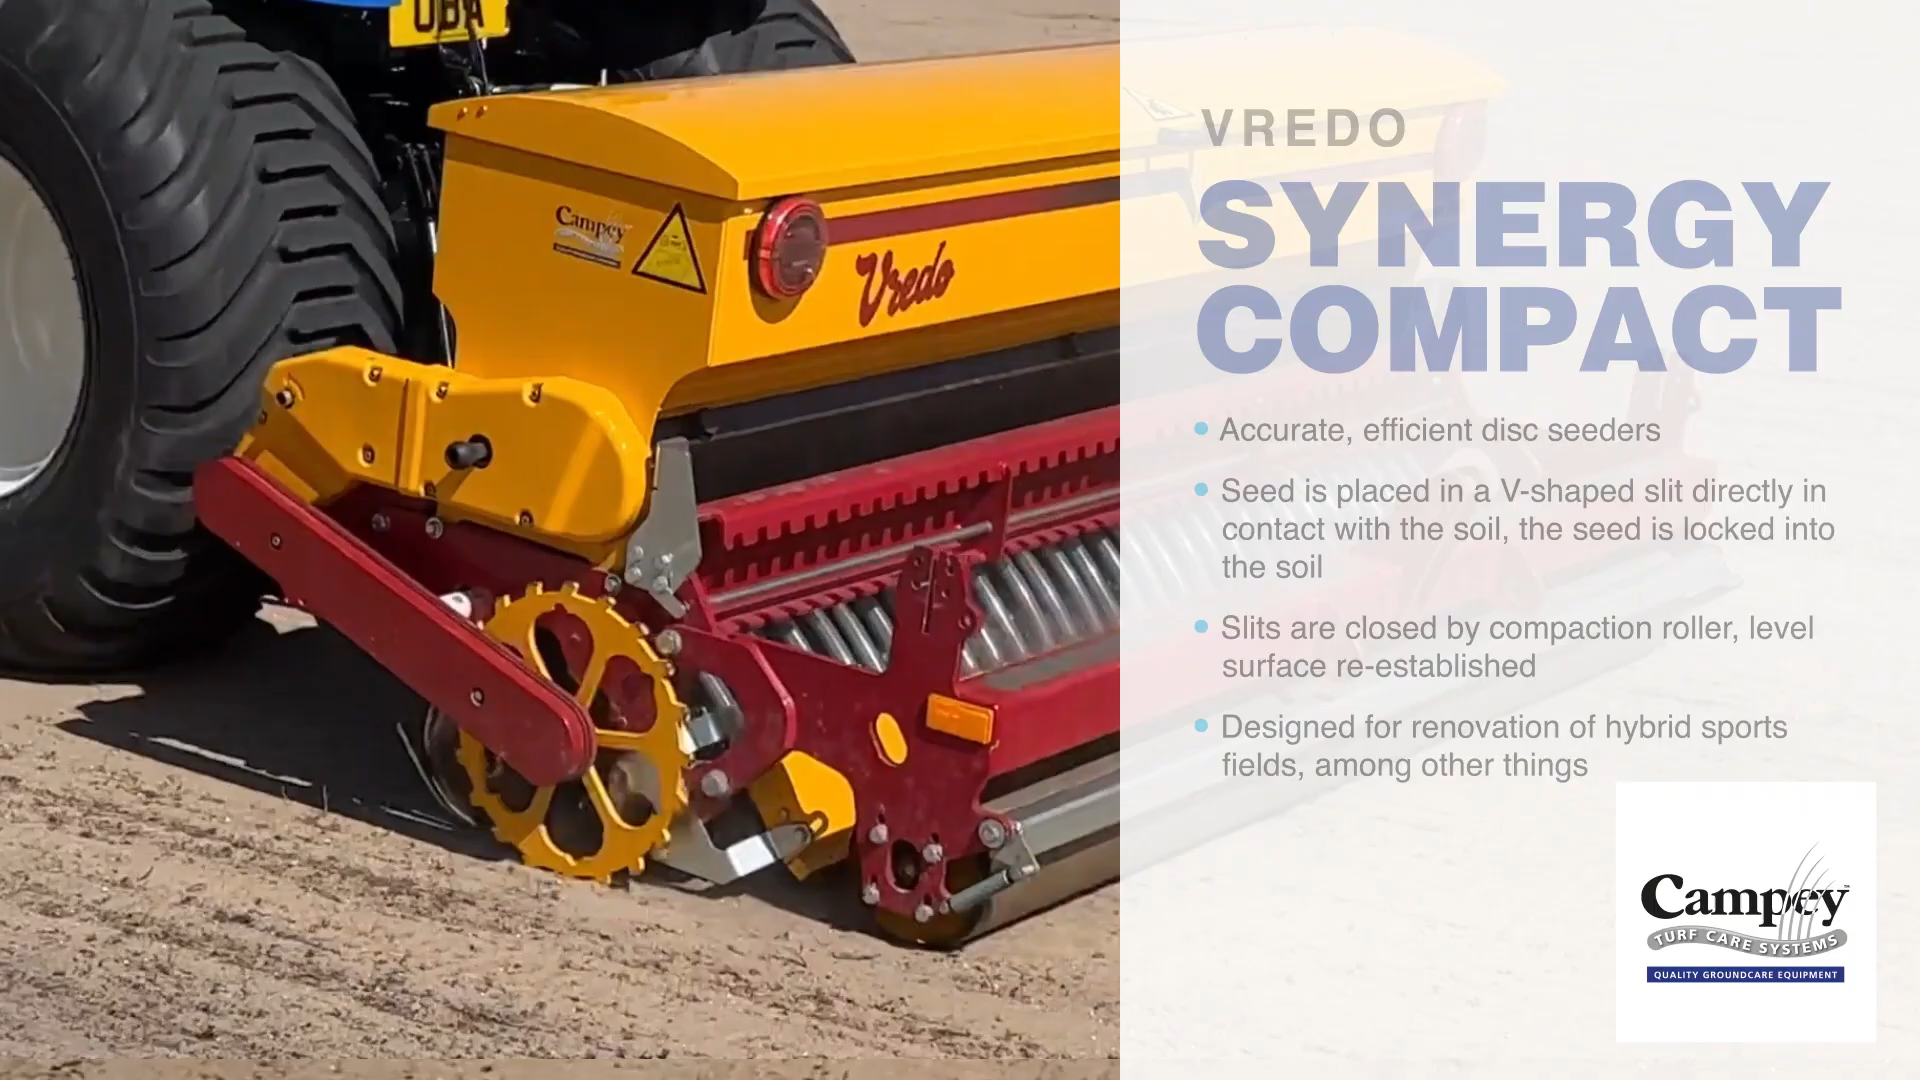 UBA
Campey
Vredo
VREDO
SYNERGY
COMPACT
• Accurate, efficient disc seeders
• Seed is placed in a V-shaped slit directly in
contact with the soil, the seed is locked into
the soil
• Slits are closed by compaction roller, level
surface re-established
• Designed for renovation of hybrid sports
fields, among other things
Campey™
TURF CARE SYSTEMS
QUALITY GROUNDCARE EQUIPMENT